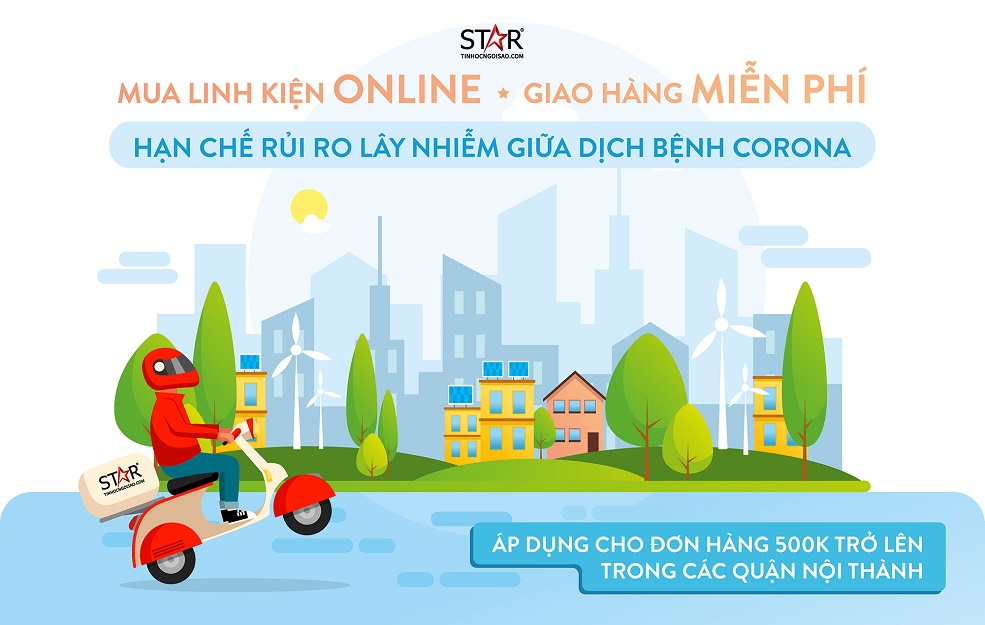 STAR®
TINHOCNGOISAO.COM
MUA LINH KIỆN ONLINE ★ GIAO HÀNG MIỄN PHÍ
HẠN CHẾ RỦI RO LÂY NHIỄM GIỮA DỊCH BỆNH CORONA
STAR®
TINHOCNGOISAO.COM
ÁP DỤNG CHO ĐƠN HÀNG 500K TRỞ LÊN
TRONG CÁC QUẬN NỘI THÀNH